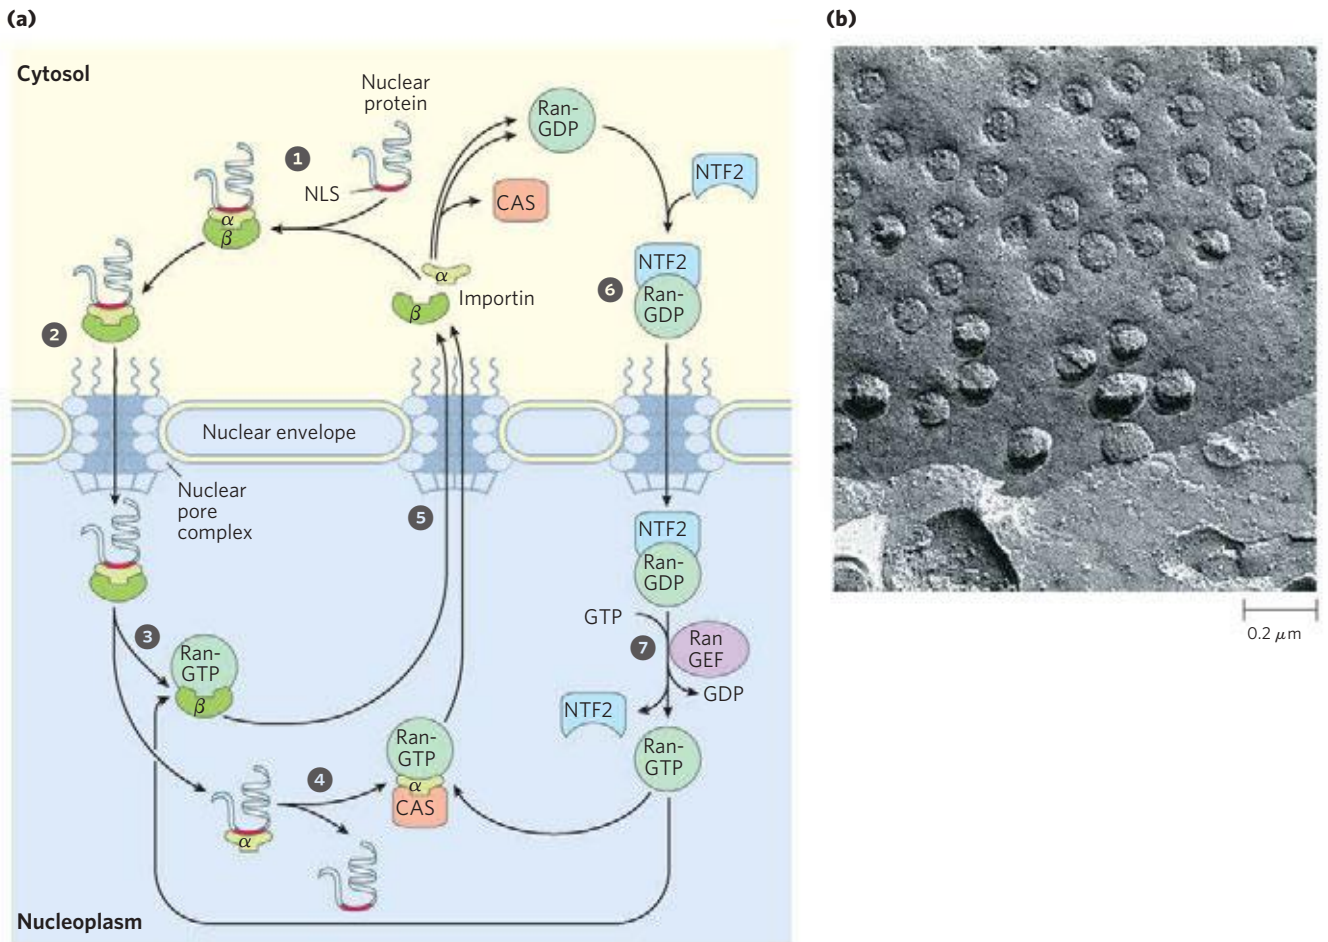 (a)
(b)
Cytosol
Nuclear
protein
Ran-
GDP
1
NTF2
NLS
CAS
α
β
α
Importin
β
NTF2
6
Ran-
GDP
2
Nuclear envelope
Nuclear
pore
complex
5
NTF2
Ran-
GDP
GTP
3
7
Ran
GEF
Ran-
GTP
β
GDP
NTF2
Ran-
GTP
Ran-
GTP
4
α
CAS
α
Nucleoplasm
0.2 μm